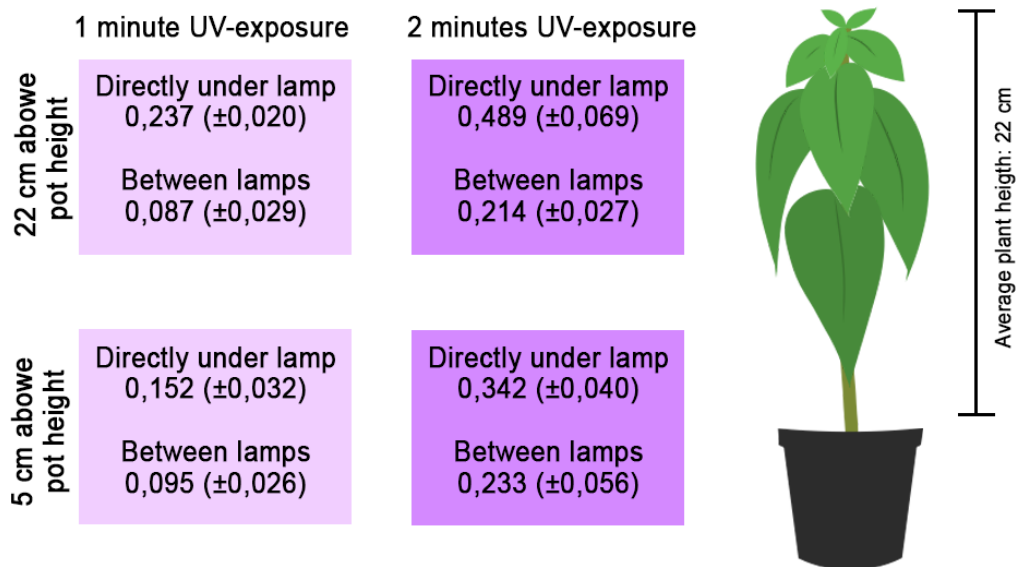 1 minute UV-exposure
2 minutes UV-exposure
22 cm abowe
pot height
Directly under lamp
0,237 (±0,020)
Between lamps
0,087 (±0,029)
Directly under lamp
0,489 (±0,069)
Between lamps
0,214 (±0,027)
5 cm abowe
pot height
Directly under lamp
0,152 (±0,032)
Between lamps
0,095 (±0,026)
Directly under lamp
0,342 (±0,040)
Between lamps
0,233 (±0,056)
Average plant heigth: 22 cm